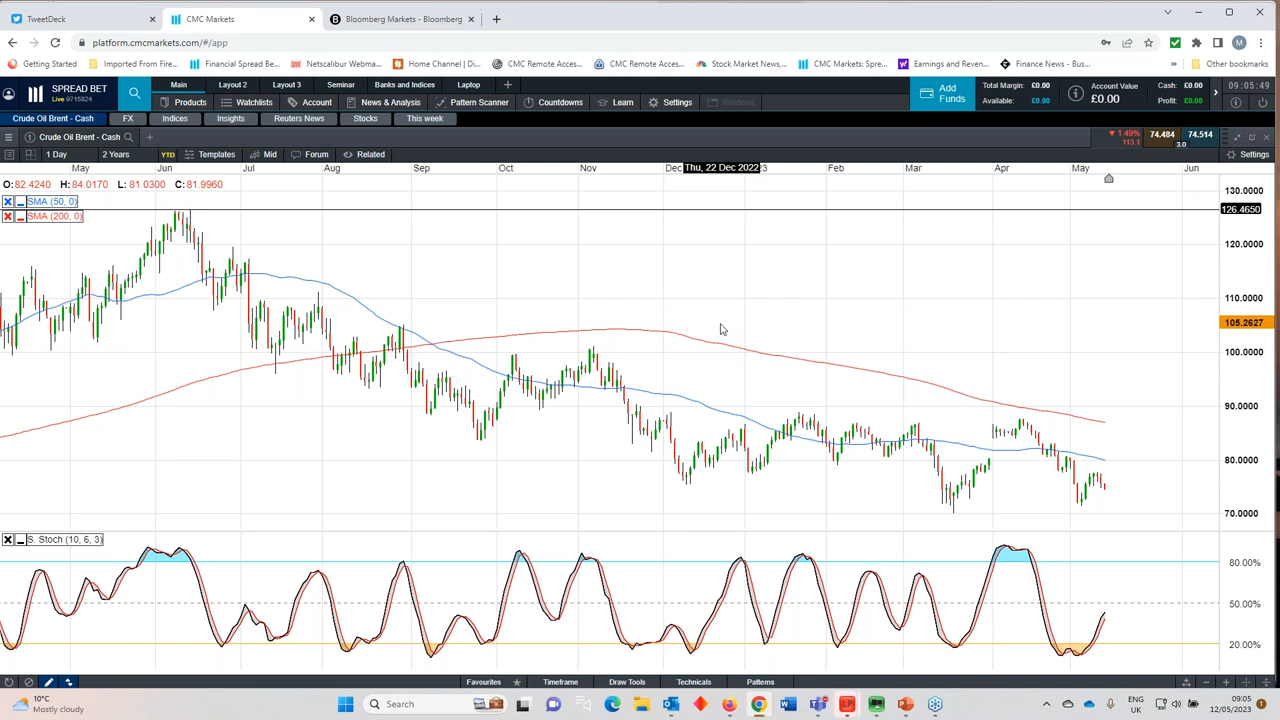 TweetDeck
CMC Markets
Bloomberg Markets - Bloomberg
platform.cmcmarkets.com/#/app
Getting Started
Imported From Fire...
Financial Spread Be...
Netscalibur Webma...
Home Channel | Di...
CMC Remote Acces...
CMC Remote Acces...
Stock Market News,...
CMC Markets: Spre...
Earnings and Reven...
Finance News - Bus...
Other bookmarks
SPREAD BET
Live 9715824
Main
Layout 2
Layout 3
Seminar
Banks and Indices
Laptop
Products
Watchlists
Account
News & Analysis
Pattern Scanner
Countdowns
Learn
Settings
Windows
Add Funds
Total Margin: £0.00
Available: £0.00
Account Value
£0.00
09:05:49
Cash: £0.00
Profit: £0.00
Crude Oil Brent - Cash
FX
Indices
Insights
Reuters News
Stocks
This week
1 Crude Oil Brent - Cash
1.49%
113.1
74.484
3.0
74.514
1 Day
2 Years
YTD
Templates
Mid
Forum
Related
Settings
May
Jun
Jul
Aug
Sep
Oct
Nov
Dec
Thu, 22 Dec 2022
3
Feb
Mar
Apr
May
Jun
O: 82.4240 H: 84.0170 L: 81.0300 C: 81.9960
SMA (50, 0)
SMA (200, 0)
130.0000
126.4650
120.0000
110.0000
105.2627
100.0000
90.0000
80.0000
70.0000
S. Stoch (10, 6, 3)
80.00%
50.00%
20.00%
Favourites
Timeframe
Draw Tools
Technicals
Patterns
10°C
Mostly cloudy
Search
ENG
UK
09:05
12/05/2023